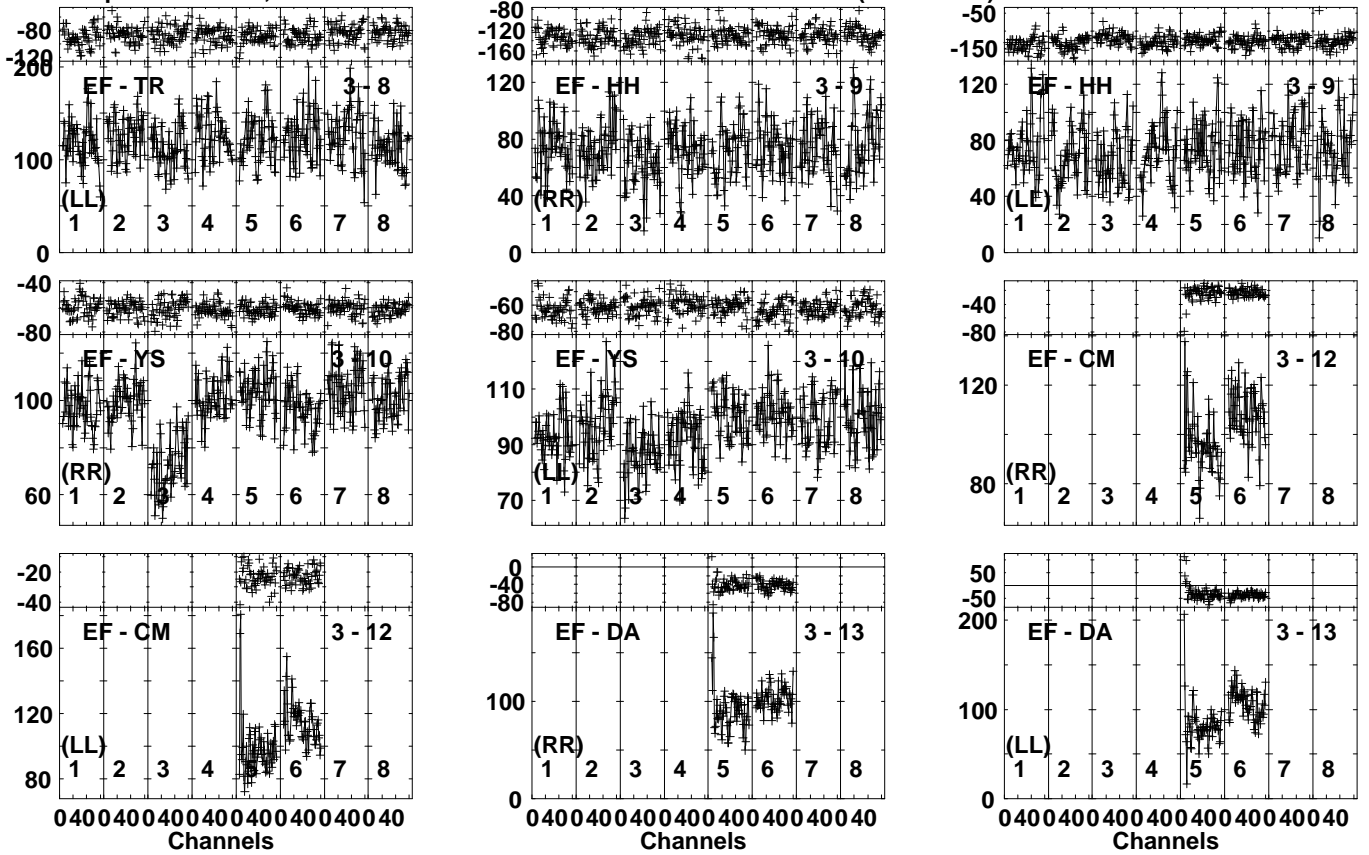 -80
-120
200
EF - TR 3 - 8
100
(LL)
1 2 3 4 5 6 7 8
0
-80
-120
-160
120
EF - HH 3 - 9
80
40
(RR)
1 2 3 4 5 6 7 8
0
-50
-150
120
EF - HH 3 - 9
80
40
(LL)
1 2 3 4 5 6 7 8
0
-40
-80
EF - YS 3 - 10
100
(RR)
60
1 2 3 4 5 6 7 8
-60
-80
EF - YS 3 - 10
110
90
(LL)
70
1 2 3 4 5 6 7 8
-40
-80
EF - CM 3 - 12
120
(RR)
80
1 2 3 4 5 6 7 8
-20
-40
EF - CM 3 - 12
160
120
(LL)
80
1 2 3 4 5 6 7 8
0 40 0 40 0 40 0 40 0 40 0 40 0 40 0 40
Channels
0
-40
-80
EF - DA 3 - 13
100
(RR)
1 2 3 4 5 6 7 8
0
0 40 0 40 0 40 0 40 0 40 0 40 0 40 0 40
Channels
50
-50
200
EF - DA 3 - 13
100
(LL)
1 2 3 4 5 6 7 8
0
0 40 0 40 0 40 0 40 0 40 0 40 0 40 0 40
Channels